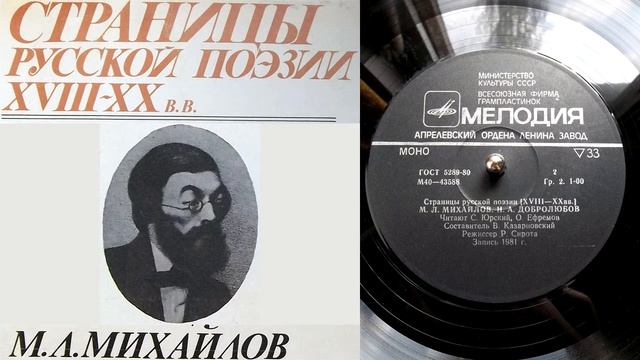 СТРАНИЦЫ
РУССКОЙ ПОЭЗИИ
XVIII-XX В.В.
М.Л.МИХАЙЛОВ
МИНИСТЕРСТВО
КУЛЬТУРЫ СССР
ВСЕСОЮЗНАЯ ФИРМА
ГРАМПЛАСТИНОК
МЕЛОДИЯ
АПРЕЛЕВСКИЙ ОРДЕНА ЛЕНИНА ЗАВОД
МОНО ▽33
ГОСТ 5289-80 2
М40—43588 Гр. 2. 1-00
Страницы русской поэзии (XVIII—XXвв.)
М. Л. МИХАЙЛОВ, Н. А. ДОБРОЛЮБОВ
Читают С. Юрский, О. Ефремов
Составитель В. Казарновский
Режиссер Р. Сирота
Запись 1981 г.